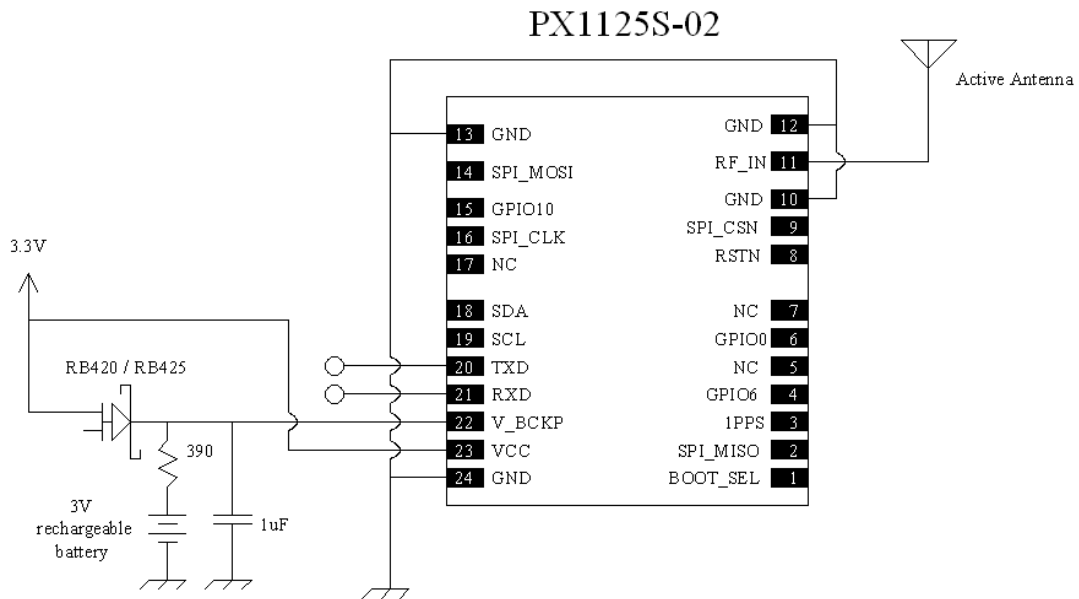 PX1125S-02
Active Antenna
13 GND
14 SPI_MOSI
15 GPIO10
16 SPI_CLK
17 NC
18 SDA
19 SCL
20 TXD
21 RXD
22 V_BCKP
23 VCC
24 GND
GND 12
RF_IN 11
GND 10
SPI_CSN 9
RSTN 8
NC 7
GPIO0 6
NC 5
GPIO6 4
1PPS 3
SPI_MISO 2
BOOT_SEL 1
3.3V
RB420 / RB425
390
3V
rechargeable
battery
1uF